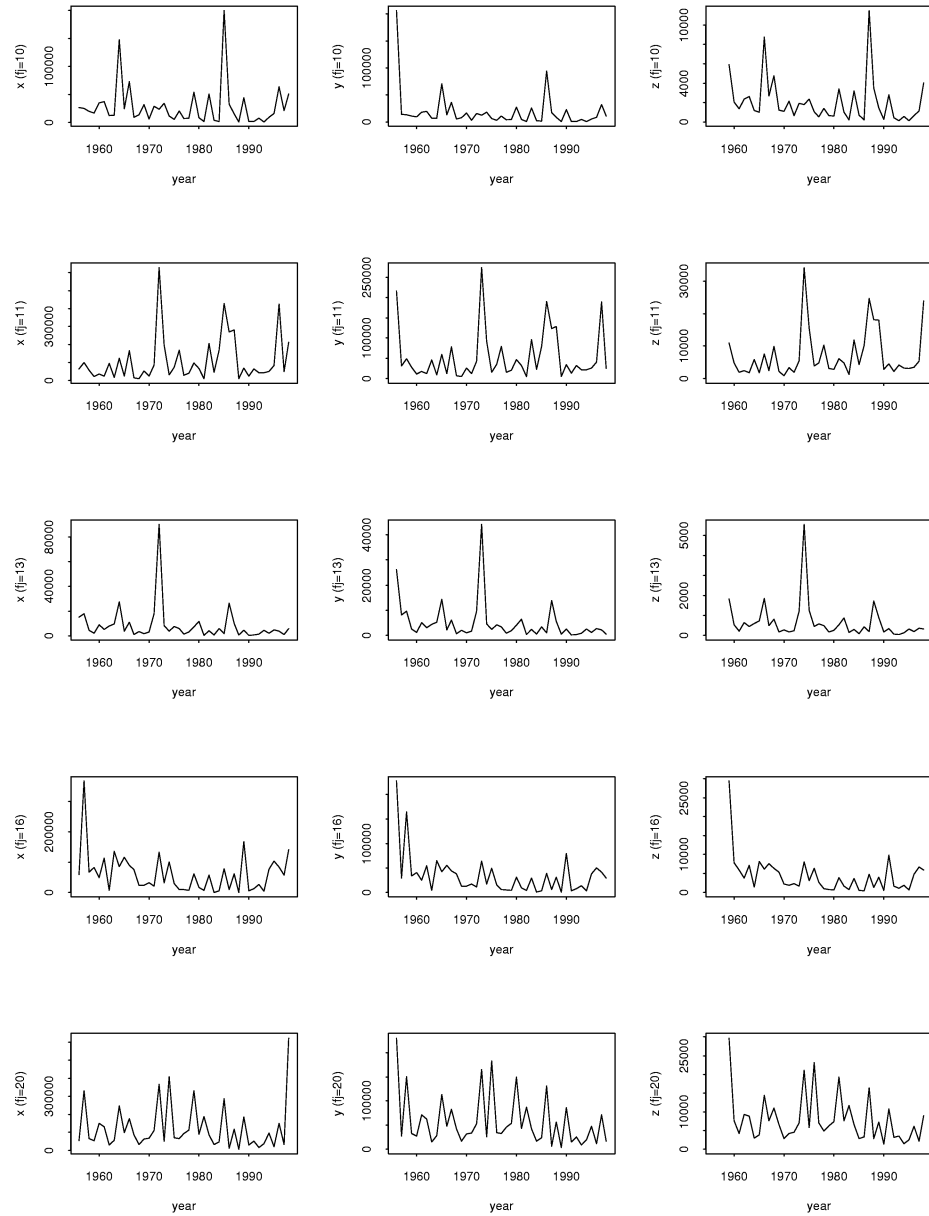 x (fj=10)
0 100000
1960 1970 1980 1990
year
y (fj=10)
0 100000
1960 1970 1980 1990
year
z (fj=10)
0 4000 10000
1960 1970 1980 1990
year
x (fj=11)
0 300000
1960 1970 1980 1990
year
y (fj=11)
0 100000 250000
1960 1970 1980 1990
year
z (fj=11)
0 10000 30000
1960 1970 1980 1990
year
x (fj=13)
0 40000 80000
1960 1970 1980 1990
year
y (fj=13)
0 20000 40000
1960 1970 1980 1990
year
z (fj=13)
0 2000 5000
1960 1970 1980 1990
year
x (fj=16)
0 200000
1960 1970 1980 1990
year
y (fj=16)
0 100000
1960 1970 1980 1990
year
z (fj=16)
0 10000 25000
1960 1970 1980 1990
year
x (fj=20)
0 300000
1960 1970 1980 1990
year
y (fj=20)
0 100000
1960 1970 1980 1990
year
z (fj=20)
0 10000 25000
1960 1970 1980 1990
year